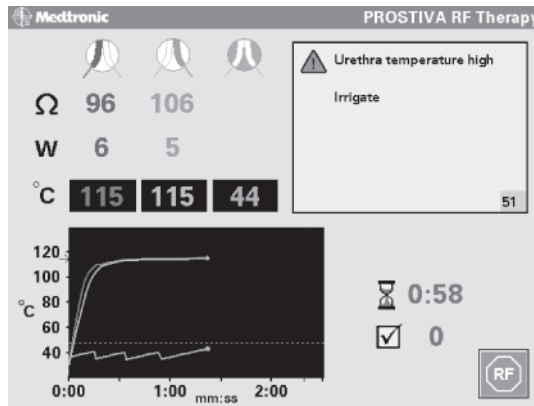 Medtronic
PROSTIVA RF Therapy
Urethra temperature high
Irrigate
51
Ω 96 106
W 6 5
°C 115 115 44
120
100
80
60
40
°C
0:00 1:00 2:00
mm:ss
0:58
0
RF